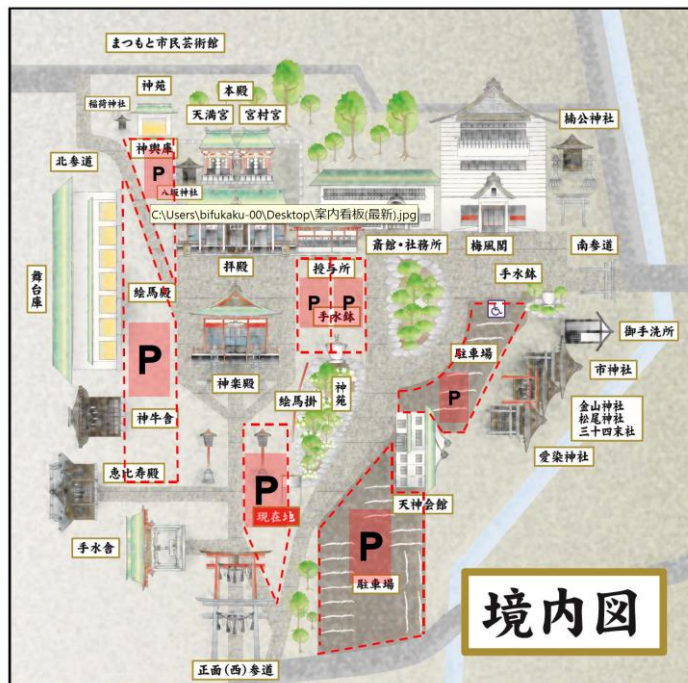 まつもと市民芸術館
神苑
本殿
稲荷神社
天満宮
宮村宮
楠公神社
北参道
神輿庫
P
八坂神社
C:\Users\bifukaku-00\Desktop\案内看板(最新).jpg
斎館・社務所
梅風閣
舞台庫
拝殿
授与所
南参道
手水鉢
絵馬殿
P
P
手水鉢
御手洗所
P
駐車場
市神社
神楽殿
絵馬掛
神苑
P
神牛舎
金山神社
松尾神社
三十四末社
愛染神社
恵比寿殿
P
現在地
天神会館
手水舎
P
駐車場
境内図
正面(西)参道